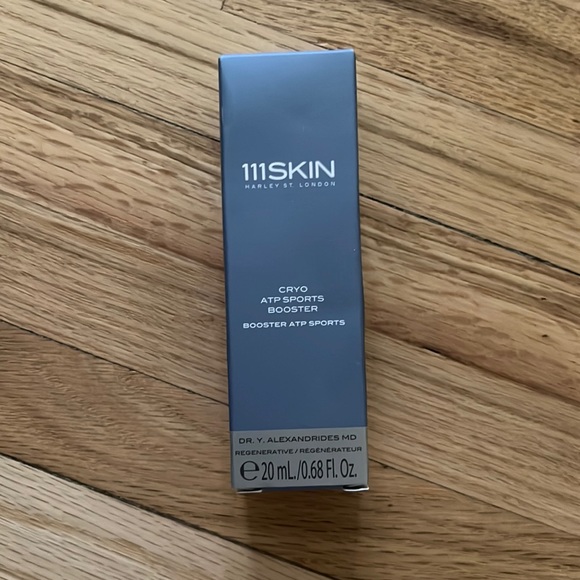 111SKIN
HARLEY ST. LONDON
CRYO
ATP SPORTS
BOOSTER
BOOSTER ATP SPORTS
DR. Y. ALEXANDRIDES MD
REGENERATIVE / RÉGÉNÉRATEUR
℮20 mL./0.68 Fl. Oz.